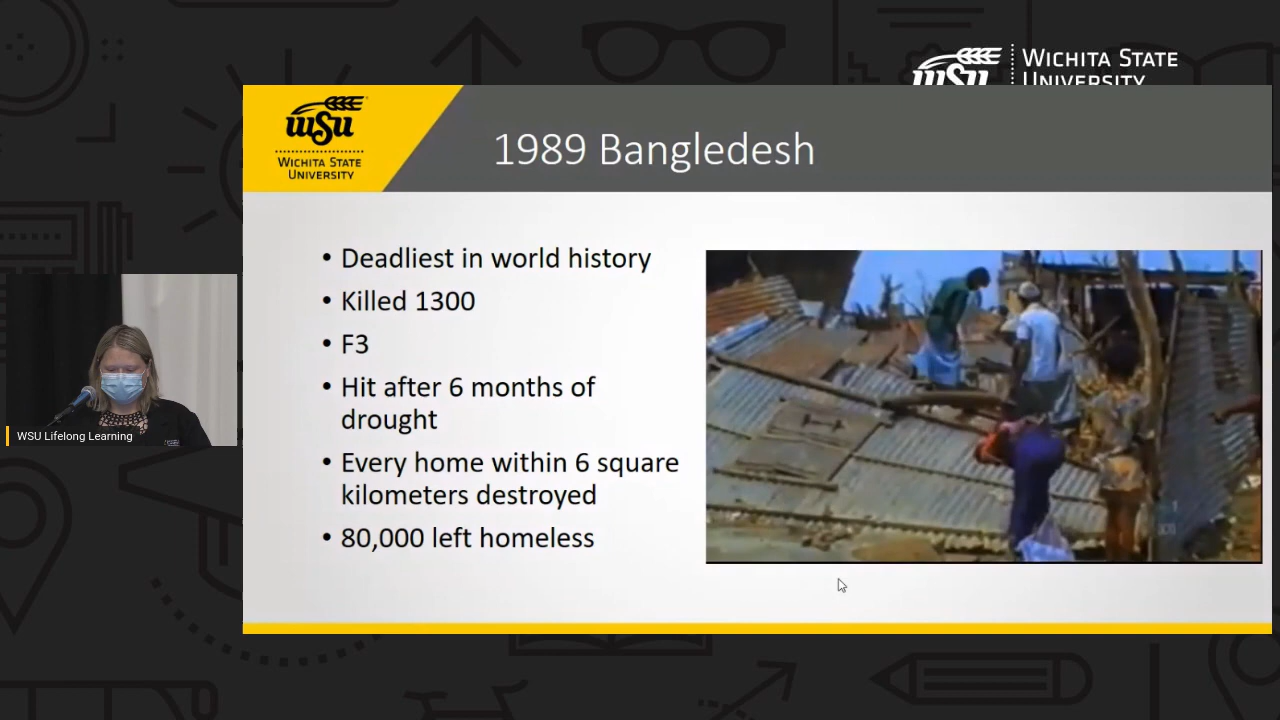 wsu
WICHITA STATE
UNIVERSITY
wsu
WICHITA STATE
UNIVERSITY
1989 Bangledesh
• Deadliest in world history
• Killed 1300
• F3
• Hit after 6 months of
drought
• Every home within 6 square
kilometers destroyed
• 80,000 left homeless
WSU Lifelong Learning